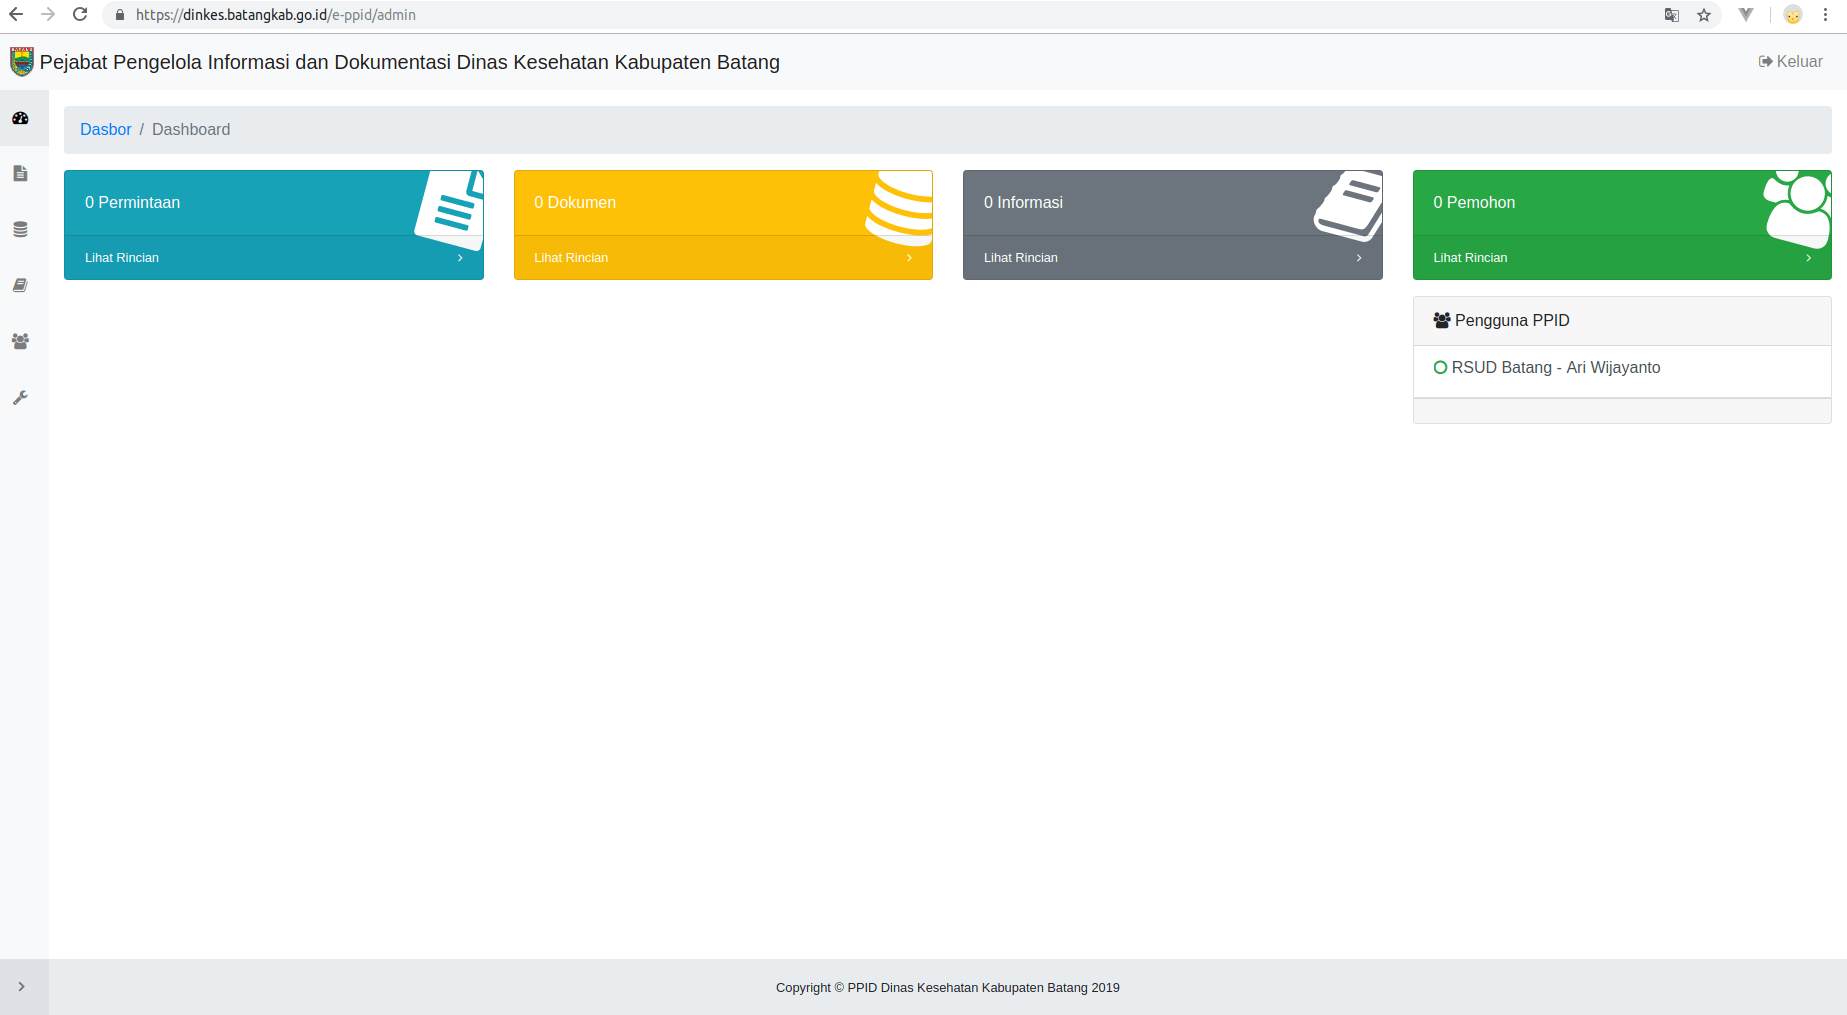 https://dinkes.batangkab.go.id/e-ppid/admin
Pejabat Pengelola Informasi dan Dokumentasi Dinas Kesehatan Kabupaten Batang
Keluar
Dasbor / Dashboard
0 Permintaan
Lihat Rincian
0 Dokumen
Lihat Rincian
0 Informasi
Lihat Rincian
0 Pemohon
Lihat Rincian
Pengguna PPID
RSUD Batang - Ari Wijayanto
Copyright © PPID Dinas Kesehatan Kabupaten Batang 2019